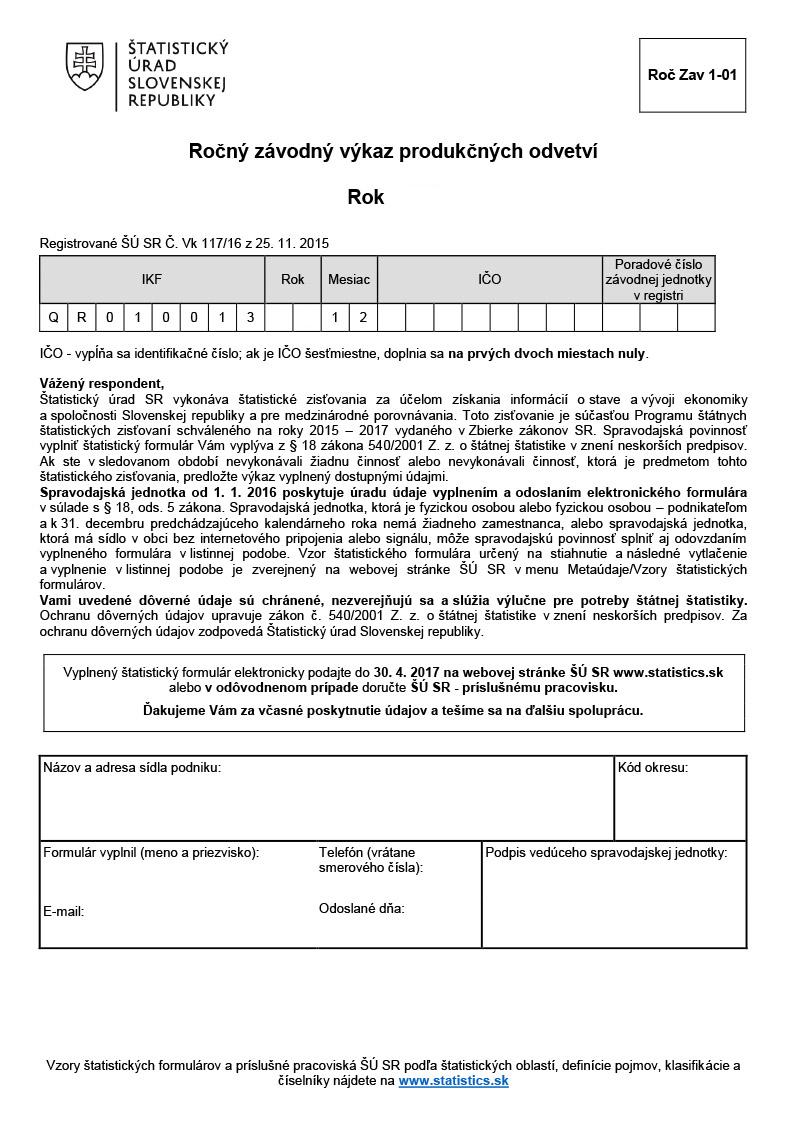 ŠTATISTICKÝ
ÚRAD
SLOVENSKEJ
REPUBLIKY
Roč Zav 1-01
Ročný závodný výkaz produkčných odvetví
Rok
Registrované ŠÚ SR Č. Vk 117/16 z 25. 11. 2015
IKF Rok Mesiac IČO Poradové číslo
závodnej jednotky
v registri
Q R 0 1 0 0 1 3 1 2
IČO - vypĺňa sa identifikačné číslo; ak je IČO šesťmiestne, doplnia sa na prvých dvoch miestach nuly.
Vážený respondent,
Štatistický úrad SR vykonáva štatistické zisťovania za účelom získania informácií o stave a vývoji ekonomiky
a spoločnosti Slovenskej republiky a pre medzinárodné porovnávania. Toto zisťovanie je súčasťou Programu štátnych
štatistických zisťovaní schváleného na roky 2015 – 2017 vydaného v Zbierke zákonov SR. Spravodajská povinnosť
vyplniť štatistický formulár Vám vyplýva z § 18 zákona 540/2001 Z. z. o štátnej štatistike v znení neskorších predpisov.
Ak ste v sledovanom období nevykonávali žiadnu činnosť alebo nevykonávali činnosť, ktorá je predmetom tohto
štatistického zisťovania, predložte výkaz vyplnený dostupnými údajmi.
Spravodajská jednotka od 1. 1. 2016 poskytuje úradu údaje vyplnením a odoslaním elektronického formulára
v súlade s § 18, ods. 5 zákona. Spravodajská jednotka, ktorá je fyzickou osobou alebo fyzickou osobou – podnikateľom
a k 31. decembru predchádzajúceho kalendárneho roka nemá žiadneho zamestnanca, alebo spravodajská jednotka,
ktorá má sídlo v obci bez internetového pripojenia alebo signálu, môže spravodajskú povinnosť splniť aj odovzdaním
vyplneného formulára v listinnej podobe. Vzor štatistického formulára určený na stiahnutie a následné vytlačenie
a vyplnenie v listinnej podobe je zverejnený na webovej stránke ŠÚ SR v menu Metaúdaje/Vzory štatistických
formulárov.
Vami uvedené dôverné údaje sú chránené, nezverejňujú sa a slúžia výlučne pre potreby štátnej štatistiky.
Ochranu dôverných údajov upravuje zákon č. 540/2001 Z. z. o štátnej štatistike v znení neskorších predpisov. Za
ochranu dôverných údajov zodpovedá Štatistický úrad Slovenskej republiky.
Vyplnený štatistický formulár elektronicky podajte do 30. 4. 2017 na webovej stránke ŠÚ SR www.statistics.sk
alebo v odôvodnenom prípade doručte ŠÚ SR - príslušnému pracovisku.
Ďakujeme Vám za včasné poskytnutie údajov a tešíme sa na ďalšiu spoluprácu.
Názov a adresa sídla podniku: Kód okresu:
Formulár vyplnil (meno a priezvisko): Telefón (vrátane
smerového čísla): Podpis vedúceho spravodajskej jednotky:
E-mail: Odoslané dňa:
Vzory štatistických formulárov a príslušné pracoviská ŠÚ SR podľa štatistických oblastí, definície pojmov, klasifikácie a
číselníky nájdete na www.statistics.sk